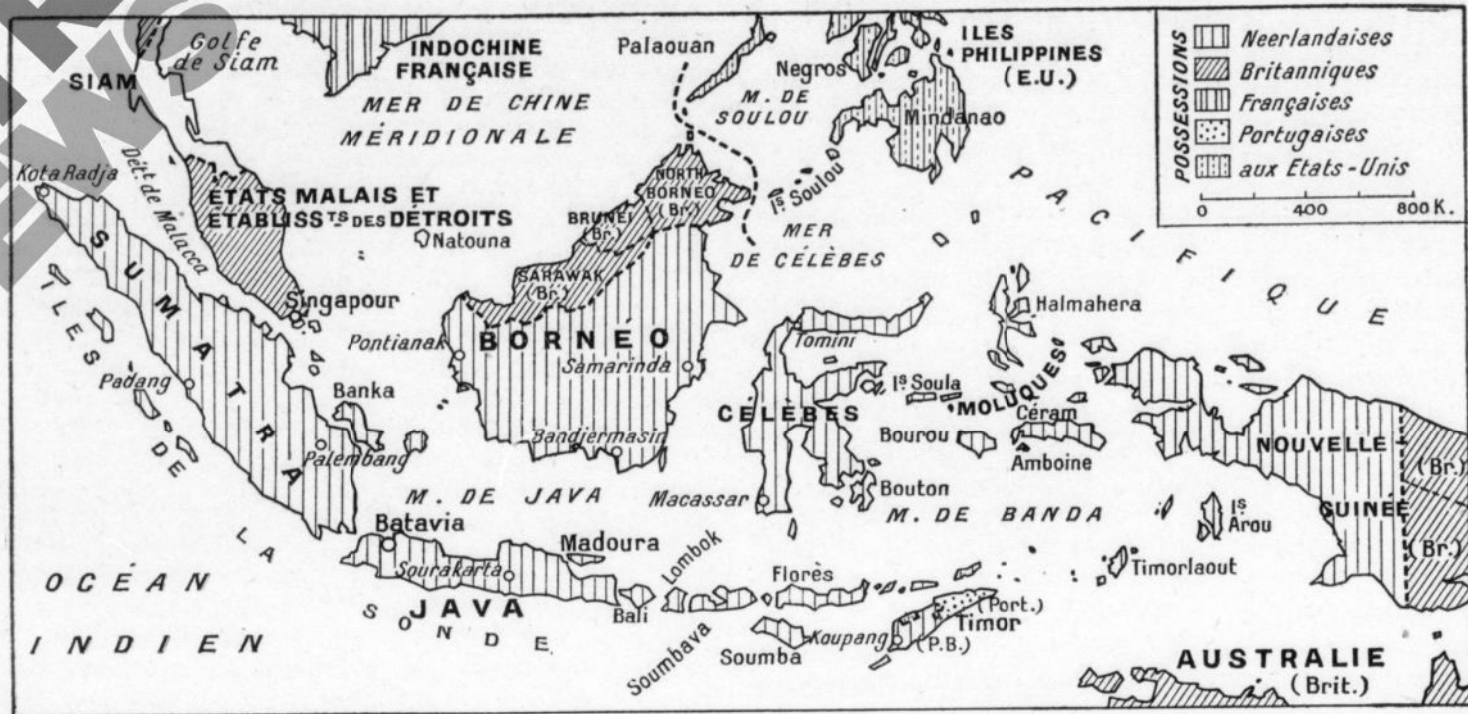 Golfe
de Siam
SIAM
INDOCHINE
FRANÇAISE
MER DE CHINE
MÉRIDIONALE
Palaouan
Negros
M. DE
SOULOU
ILES
PHILIPPINES
(E.U.)
Mindanao
POSSESSIONS
Neerlandaises
Britanniques
Françaises
Portugaises
aux Etats-Unis
0 400 800 K.
Kota Radja
Dét. de Malacca
ÉTATS MALAIS ET
ÉTABLISSTS DES DÉTROITS
Natouna
NORTH
BORNEO
(Br.)
BRUNEI
(Br.)
SARAWAK
(Br.)
Is Soulou
MER
DE CÉLÈBES
PACIFIQUE
SUMATRA
Singapour
Pontianak
BORNÉO
Samarinda
Tomini
Halmahera
Padang
Banka
CÉLÈBES
Is Soula
MOLUQUES
Céram
Palembang
Bandjermasin
Bourou
Amboine
NOUVELLE
GUINÉE
(Br.)
(Br.)
M. DE JAVA
Macassar
Bouton
M. DE BANDA
Is
Arou
ILES DE LA SONDE
Batavia
Madoura
Sourakarta
JAVA
Bali
Lombok
Soumbava
Florès
Soumba
Koupang
(Port.)
Timor
(P.B.)
Timorlaout
OCÉAN
INDIEN
AUSTRALIE
(Brit.)